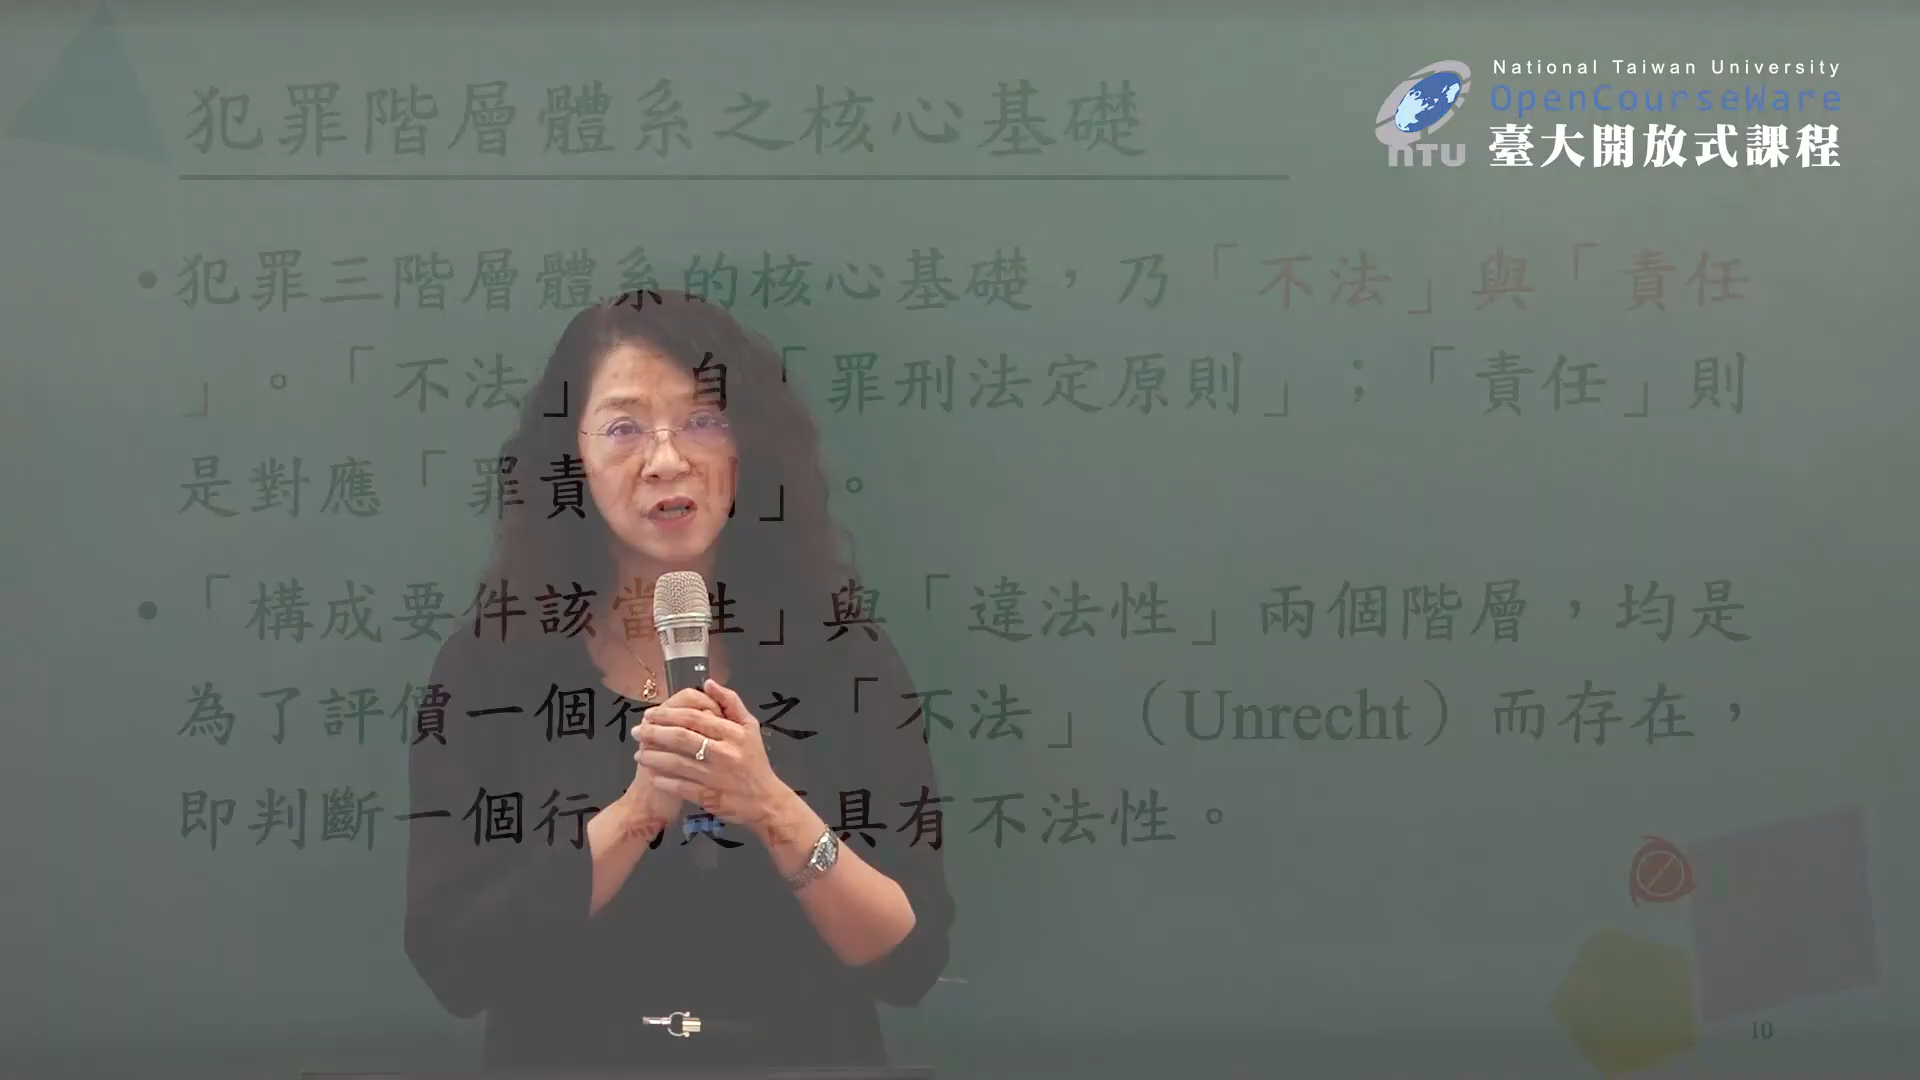 National Taiwan University
OpenCourseWare
臺大開放式課程
NTU
犯罪階層體系之核心基礎
•犯罪三階層體系的核心基礎，乃「不法」與「責任
」。「不法」 自「罪刑法定原則」；「責任」則
是對應「罪責 」。
•「構成要件該當性」與「違法性」兩個階層，均是
為了評價一個行 之「不法」（Unrecht）而存在，
即判斷一個行為是否具有不法性。
10